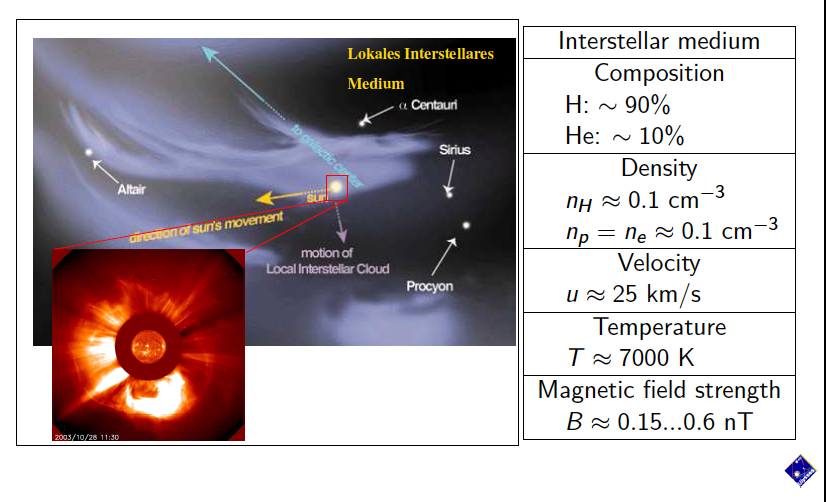 Lokales Interstellares
Medium
α Centauri
to galactic center
Sirius
Altair
sun
direction of sun's movement
motion of
Local Interstellar Cloud
Procyon
2003/10/28 11:30
Interstellar medium
Composition
H: ∼ 90%
He: ∼ 10%
Density
n_H ≈ 0.1 cm⁻³
n_p = n_e ≈ 0.1 cm⁻³
Velocity
u ≈ 25 km/s
Temperature
T ≈ 7000 K
Magnetic field strength
B ≈ 0.15...0.6 nT